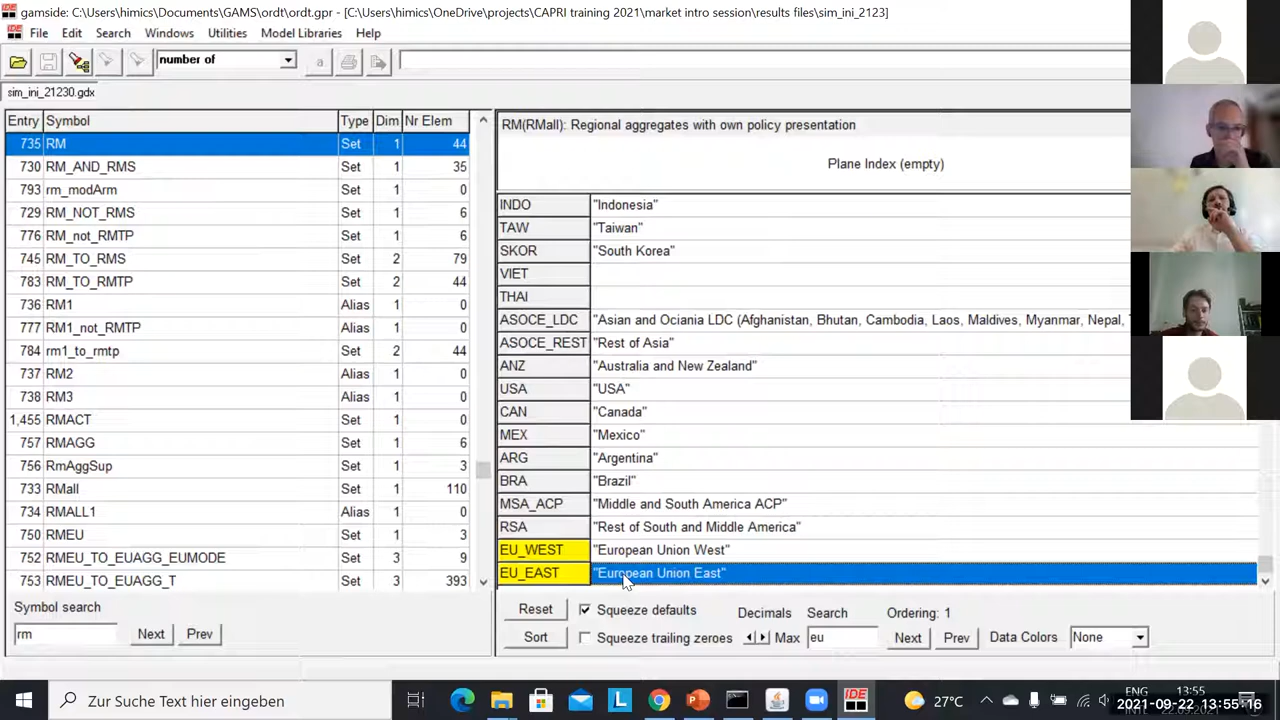 gamside: C:\Users\himics\Documents\GAMS\ordt\ordt.gpr - [C:\Users\himics\OneDrive\projects\CAPRI training 2021\market intro session\results files\sim_ini_2123
File Edit Search Windows Utilities Model Libraries Help
number of a
sim_ini_21230.gdx
Entry Symbol Type Dim Nr Elem
735 RM Set 1 44
730 RM_AND_RMS Set 1 35
793 rm_modArm Set 1 0
729 RM_NOT_RMS Set 1 6
776 RM_not_RMTP Set 1 6
745 RM_TO_RMS Set 2 79
783 RM_TO_RMTP Set 2 44
736 RM1 Alias 1 0
777 RM1_not_RMTP Alias 1 0
784 rm1_to_rmtp Set 2 44
737 RM2 Alias 1 0
738 RM3 Alias 1 0
1,455 RMACT Set 1 0
757 RMAGG Set 1 6
756 RmAggSup Set 1 3
733 RMall Set 1 110
734 RMALL1 Alias 1 0
750 RMEU Set 1 3
752 RMEU_TO_EUAGG_EUMODE Set 3 9
753 RMEU_TO_EUAGG_T Set 3 393
Symbol search
rm Next Prev
RM(RMall): Regional aggregates with own policy presentation
Plane Index (empty)
INDO "Indonesia"
TAW "Taiwan"
SKOR "South Korea"
VIET
THAI
ASOCE_LDC "Asian and Ociania LDC (Afghanistan, Bhutan, Cambodia, Laos, Maldives, Myanmar, Nepal,
ASOCE_REST "Rest of Asia"
ANZ "Australia and New Zealand"
USA "USA"
CAN "Canada"
MEX "Mexico"
ARG "Argentina"
BRA "Brazil"
MSA_ACP "Middle and South America ACP"
RSA "Rest of South and Middle America"
EU_WEST "European Union West"
EU_EAST "European Union East"
Reset Squeeze defaults Decimals Search Ordering: 1
Sort Squeeze trailing zeroes Max eu Next Prev Data Colors None
Zur Suche Text hier eingeben
L P IDE
27°C ENG 13:55
2021-09-22 13:55:16